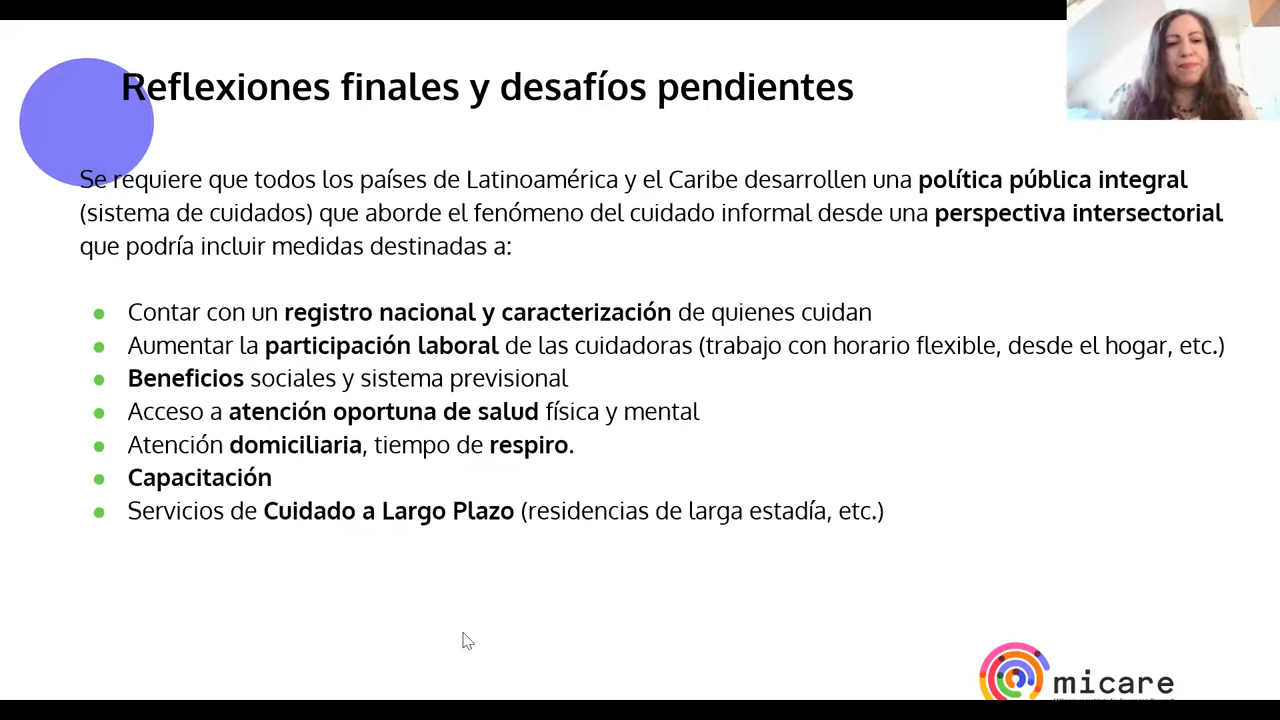 Reflexiones finales y desafíos pendientes
Se requiere que todos los países de Latinoamérica y el Caribe desarrollen una política pública integral
(sistema de cuidados) que aborde el fenómeno del cuidado informal desde una perspectiva intersectorial
que podría incluir medidas destinadas a:
● Contar con un registro nacional y caracterización de quienes cuidan
● Aumentar la participación laboral de las cuidadoras (trabajo con horario flexible, desde el hogar, etc.)
● Beneficios sociales y sistema previsional
● Acceso a atención oportuna de salud física y mental
● Atención domiciliaria, tiempo de respiro.
● Capacitación
● Servicios de Cuidado a Largo Plazo (residencias de larga estadía, etc.)
micare